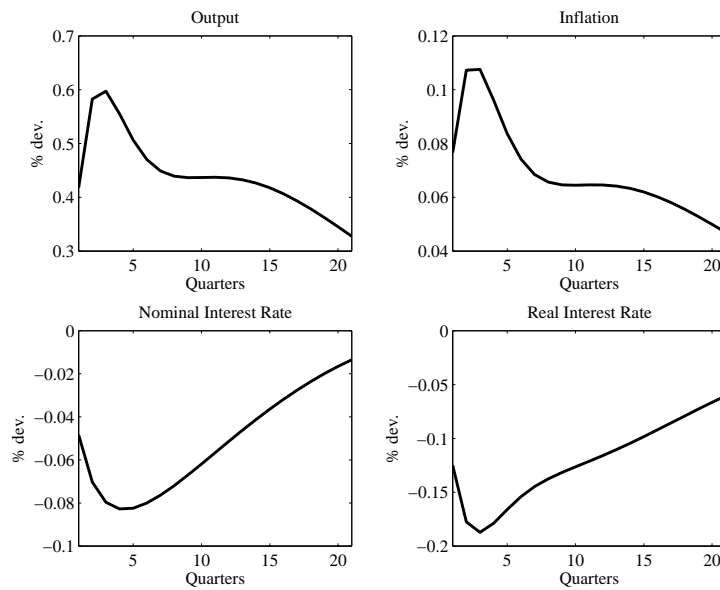 Output
0.7
0.6
0.5
0.4
0.3
% dev.
5 10 15 20
Quarters
Inflation
0.12
0.1
0.08
0.06
0.04
% dev.
5 10 15 20
Quarters
Nominal Interest Rate
0
−0.02
−0.04
−0.06
−0.08
−0.1
% dev.
5 10 15 20
Quarters
Real Interest Rate
0
−0.05
−0.1
−0.15
−0.2
% dev.
5 10 15 20
Quarters